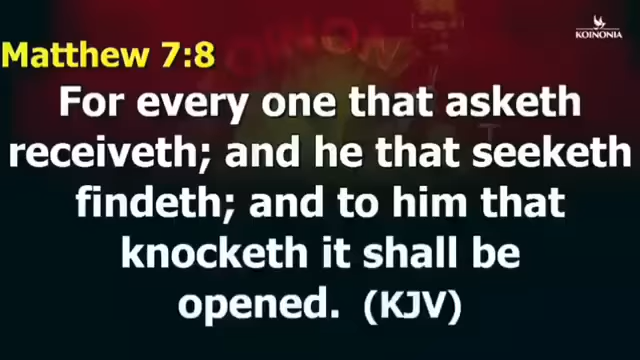 KOINONIA
Matthew 7:8
For every one that asketh
receiveth; and he that seeketh
findeth; and to him that
knocketh it shall be
opened. (KJV)